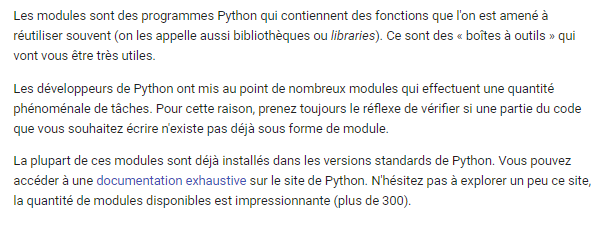 Les modules sont des programmes Python qui contiennent des fonctions que l'on est amené à
réutiliser souvent (on les appelle aussi bibliothèques ou libraries). Ce sont des « boîtes à outils » qui
vont vous être très utiles.
Les développeurs de Python ont mis au point de nombreux modules qui effectuent une quantité
phénoménale de tâches. Pour cette raison, prenez toujours le réflexe de vérifier si une partie du code
que vous souhaitez écrire n'existe pas déjà sous forme de module.
La plupart de ces modules sont déjà installés dans les versions standards de Python. Vous pouvez
accéder à une documentation exhaustive sur le site de Python. N'hésitez pas à explorer un peu ce site,
la quantité de modules disponibles est impressionnante (plus de 300).